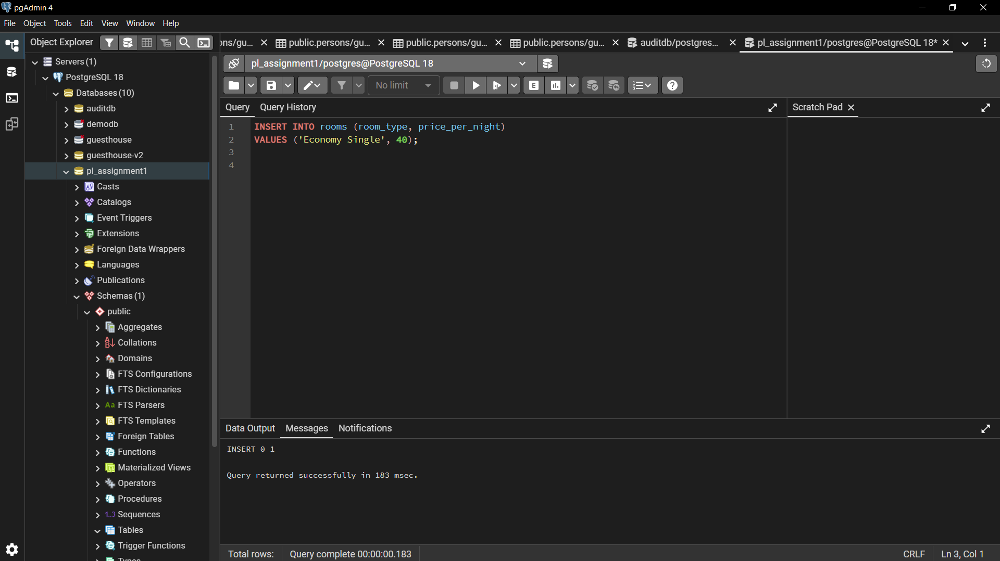 pgAdmin 4
File Object Tools Edit View Window Help
Object Explorer
ons/gu... public.persons/gu... public.persons/gu... public.persons/gu... auditdb/postgres... pl_assignment1/postgres@PostgreSQL 18*
Servers (1)
PostgreSQL 18
Databases (10)
auditdb
demodb
guesthouse
guesthouse-v2
pl_assignment1
Casts
Catalogs
Event Triggers
Extensions
Foreign Data Wrappers
Languages
Publications
Schemas (1)
public
Aggregates
Collations
Domains
FTS Configurations
FTS Dictionaries
Aa FTS Parsers
FTS Templates
Foreign Tables
Functions
Materialized Views
Operators
Procedures
1..3 Sequences
Tables
Trigger Functions
Types
pl_assignment1/postgres@PostgreSQL 18
No limit
E
Query Query History
Scratch Pad
1 INSERT INTO rooms (room_type, price_per_night)
2 VALUES ('Economy Single', 40);
3
4
Data Output Messages Notifications
INSERT 0 1
Query returned successfully in 183 msec.
Total rows: Query complete 00:00:00.183
CRLF Ln 3, Col 1